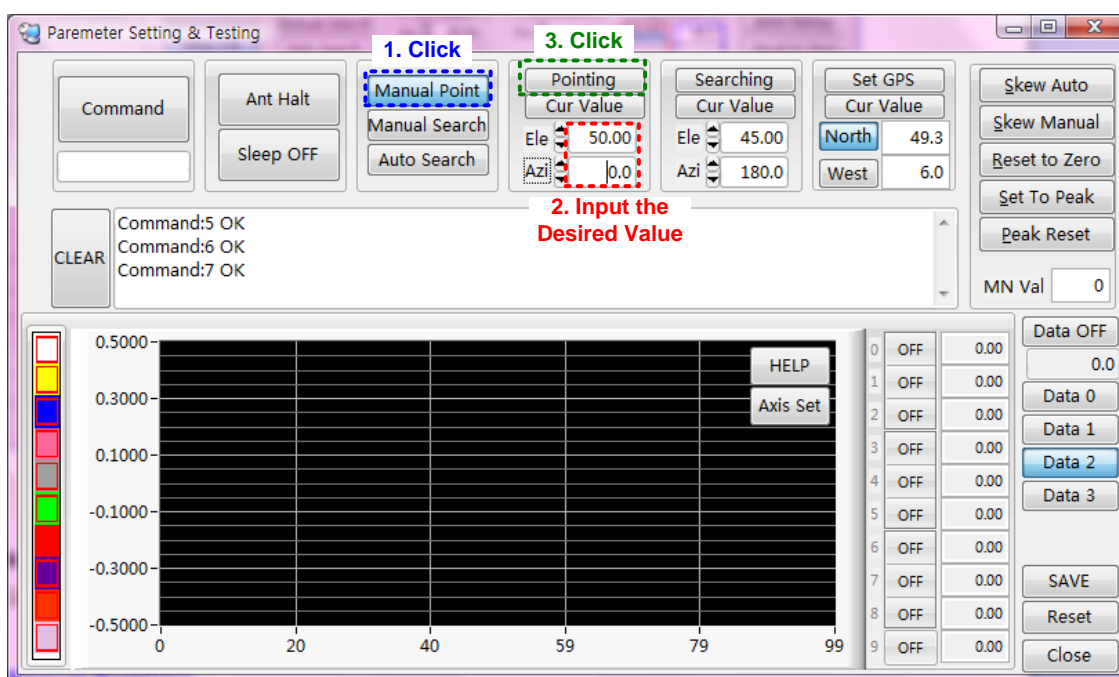 Paremeter Setting & Testing
1. Click
3. Click
Command
Ant Halt
Sleep OFF
Manual Point
Manual Search
Auto Search
Pointing
Cur Value
Ele 50.00
Azi 0.0
2. Input the
Desired Value
Searching
Cur Value
Ele 45.00
Azi 180.0
Set GPS
Cur Value
North 49.3
West 6.0
Skew Auto
Skew Manual
Reset to Zero
Set To Peak
Peak Reset
MN Val 0
CLEAR
Command:5 OK
Command:6 OK
Command:7 OK
0.5000
0.3000
0.1000
-0.1000
-0.3000
-0.5000
0 20 40 59 79 99
HELP
Axis Set
0 OFF 0.00
1 OFF 0.00
2 OFF 0.00
3 OFF 0.00
4 OFF 0.00
5 OFF 0.00
6 OFF 0.00
7 OFF 0.00
8 OFF 0.00
9 OFF 0.00
Data OFF
0.0
Data 0
Data 1
Data 2
Data 3
SAVE
Reset
Close